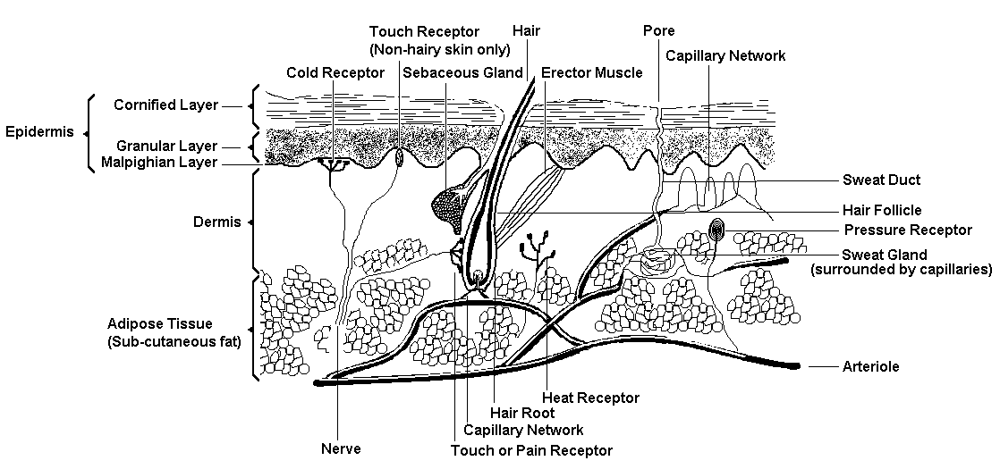 Touch Receptor
(Non-hairy skin only)
Hair
Pore
Capillary Network
Cold Receptor
Sebaceous Gland
Erector Muscle
Cornified Layer
Epidermis
Granular Layer
Malpighian Layer
Sweat Duct
Hair Follicle
Dermis
Pressure Receptor
Sweat Gland
(surrounded by capillaries)
Adipose Tissue
(Sub-cutaneous fat)
Arteriole
Heat Receptor
Hair Root
Capillary Network
Nerve
Touch or Pain Receptor